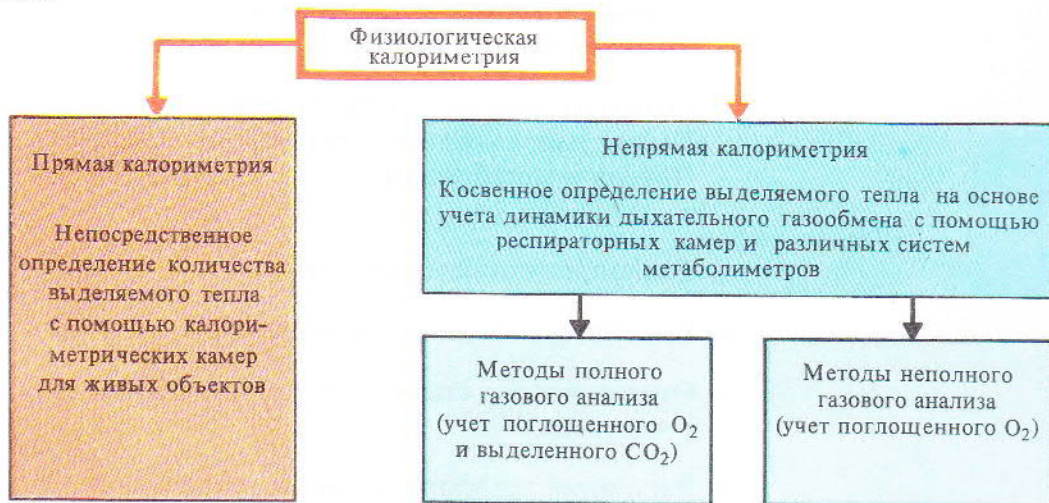 Физиологическая
калориметрия
Прямая калориметрия
Непосредственное
определение количества
выделяемого тепла
с помощью калори-
метрических камер
для живых объектов
Непрямая калориметрия
Косвенное определение выделяемого тепла на основе
учета динамики дыхательного газообмена с помощью
респираторных камер и различных систем
метаболиметров
Методы полного
газового анализа
(учет поглощенного O₂
и выделенного CO₂)
Методы неполного
газового анализа
(учет поглощенного O₂)